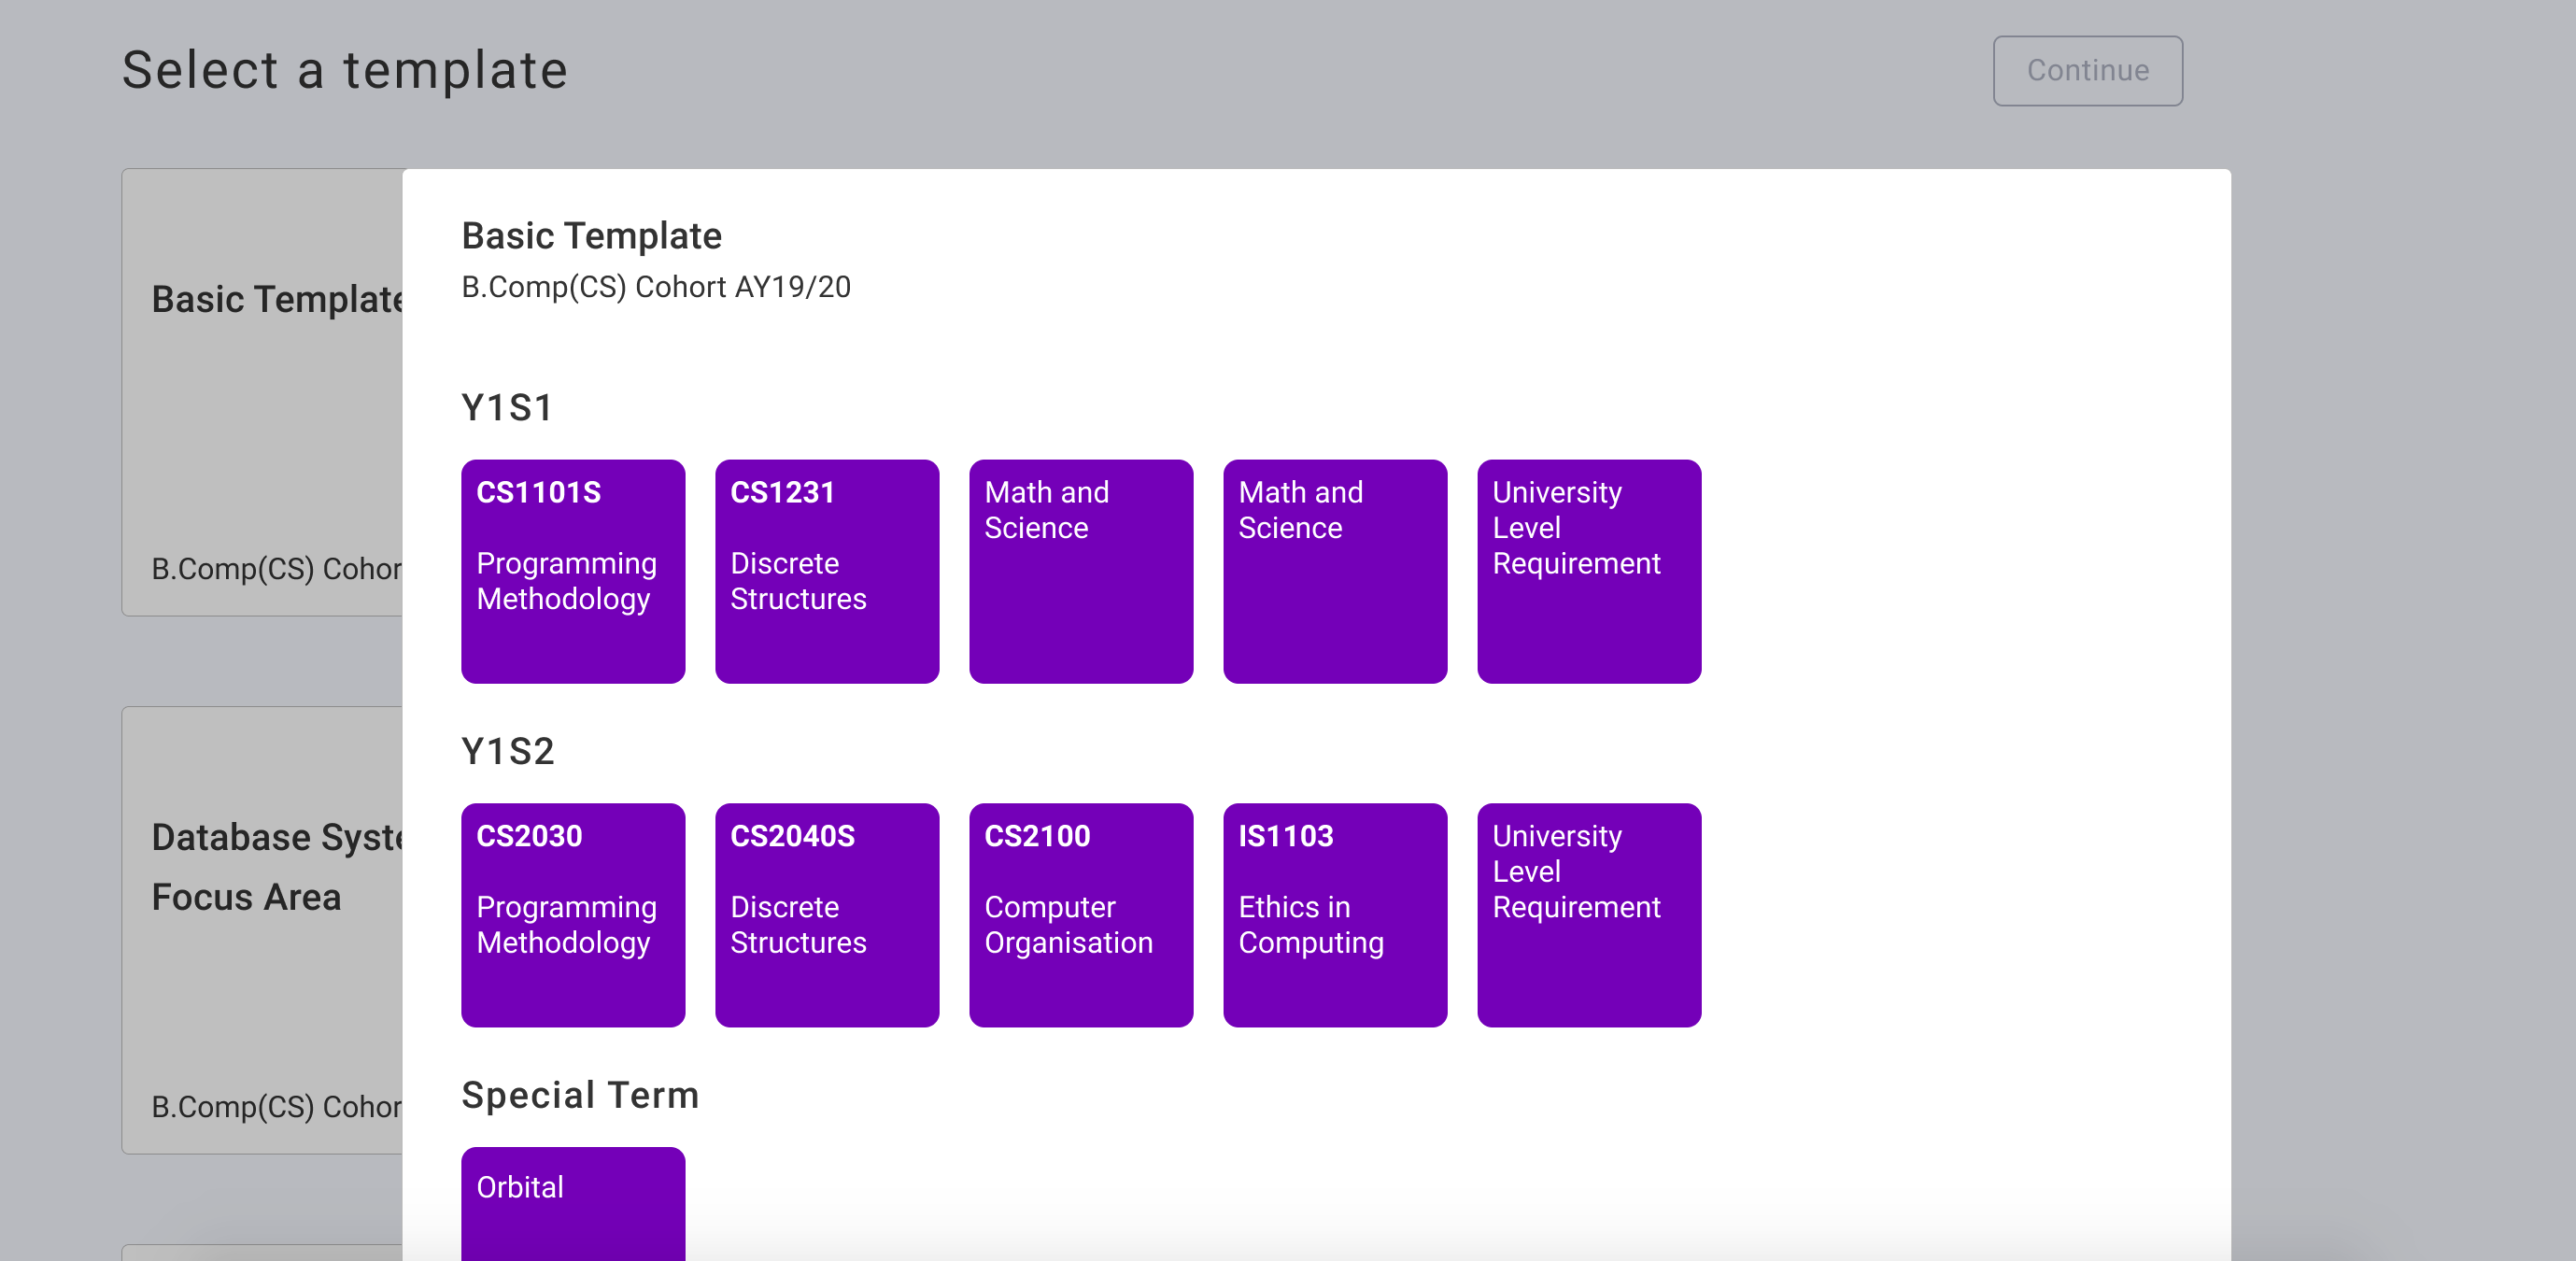 Select a template
Continue
Basic Template
B.Comp(CS) Cohor
Database Syste
Focus Area
B.Comp(CS) Cohor
Basic Template
B.Comp(CS) Cohort AY19/20
Y1S1
CS1101S
Programming
Methodology
CS1231
Discrete
Structures
Math and
Science
Math and
Science
University
Level
Requirement
Y1S2
CS2030
Programming
Methodology
CS2040S
Discrete
Structures
CS2100
Computer
Organisation
IS1103
Ethics in
Computing
University
Level
Requirement
Special Term
Orbital